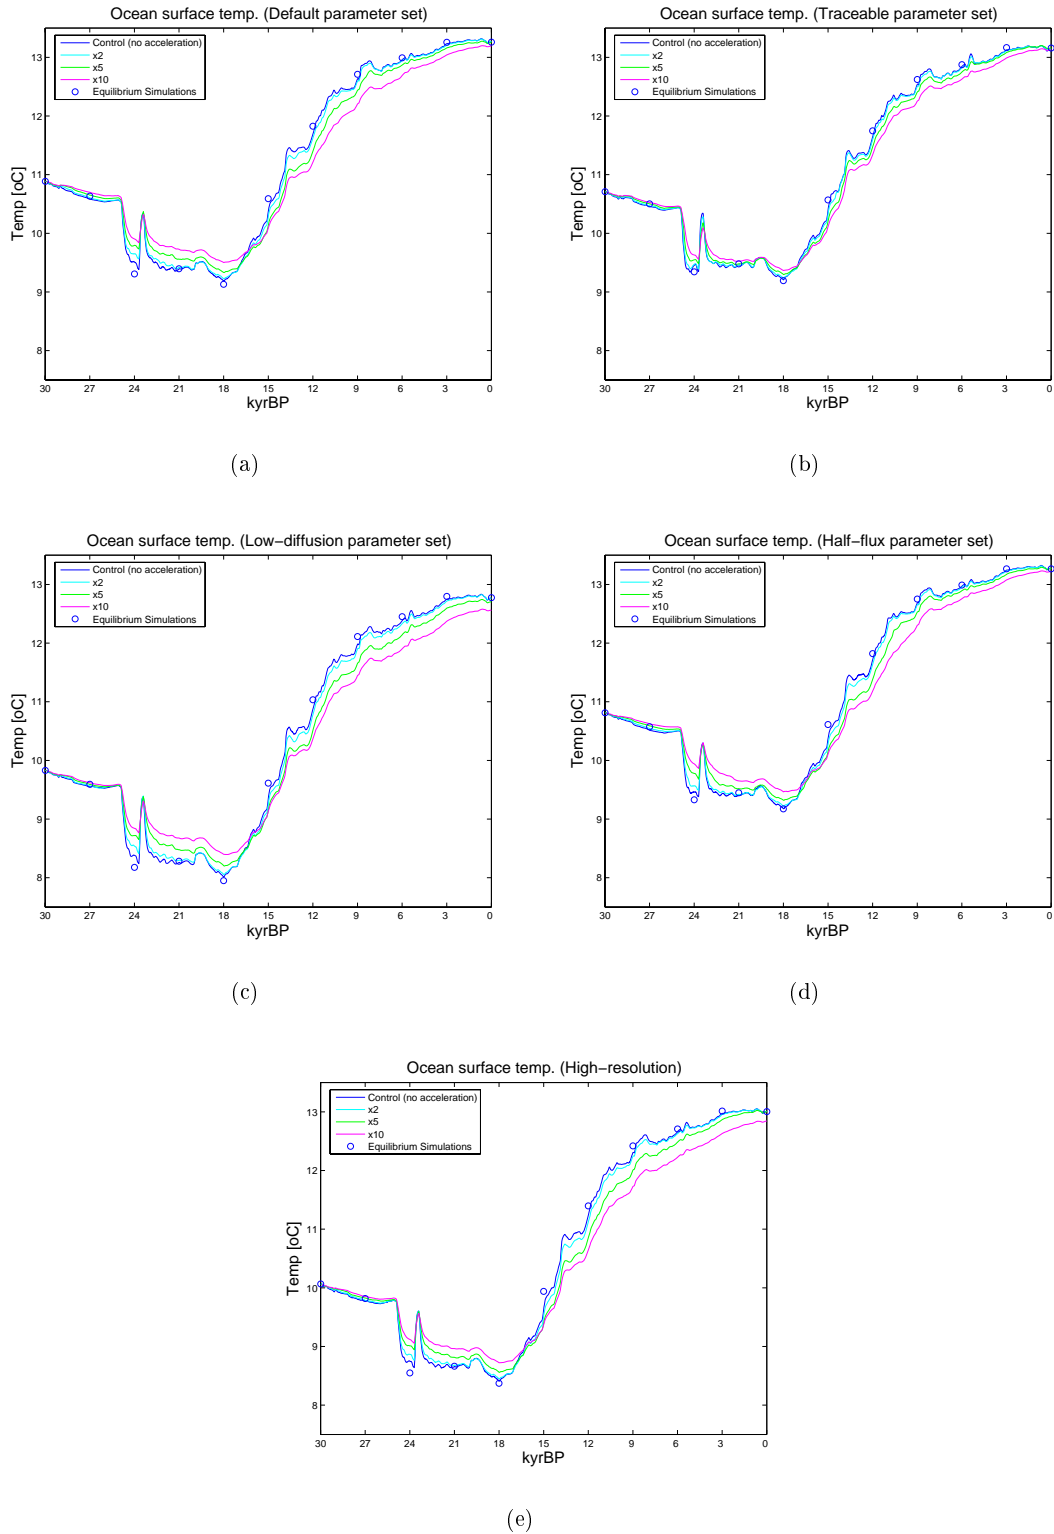 Ocean surface temp. (Default parameter set)
Control (no acceleration)
x2
x5
x10
Equilibrium Simulations
13
12
11
10
9
8
Temp [oC]
30 27 24 21 18 15 12 9 6 3 0
kyrBP
(a)
Ocean surface temp. (Traceable parameter set)
Control (no acceleration)
x2
x5
x10
Equilibrium Simulations
13
12
11
10
9
8
Temp [oC]
30 27 24 21 18 15 12 9 6 3 0
kyrBP
(b)
Ocean surface temp. (Low−diffusion parameter set)
Control (no acceleration)
x2
x5
x10
Equilibrium Simulations
13
12
11
10
9
8
Temp [oC]
30 27 24 21 18 15 12 9 6 3 0
kyrBP
(c)
Ocean surface temp. (Half−flux parameter set)
Control (no acceleration)
x2
x5
x10
Equilibrium Simulations
13
12
11
10
9
8
Temp [oC]
30 27 24 21 18 15 12 9 6 3 0
kyrBP
(d)
Ocean surface temp. (High−resolution)
Control (no acceleration)
x2
x5
x10
Equilibrium Simulations
13
12
11
10
9
8
Temp [oC]
30 27 24 21 18 15 12 9 6 3 0
kyrBP
(e)